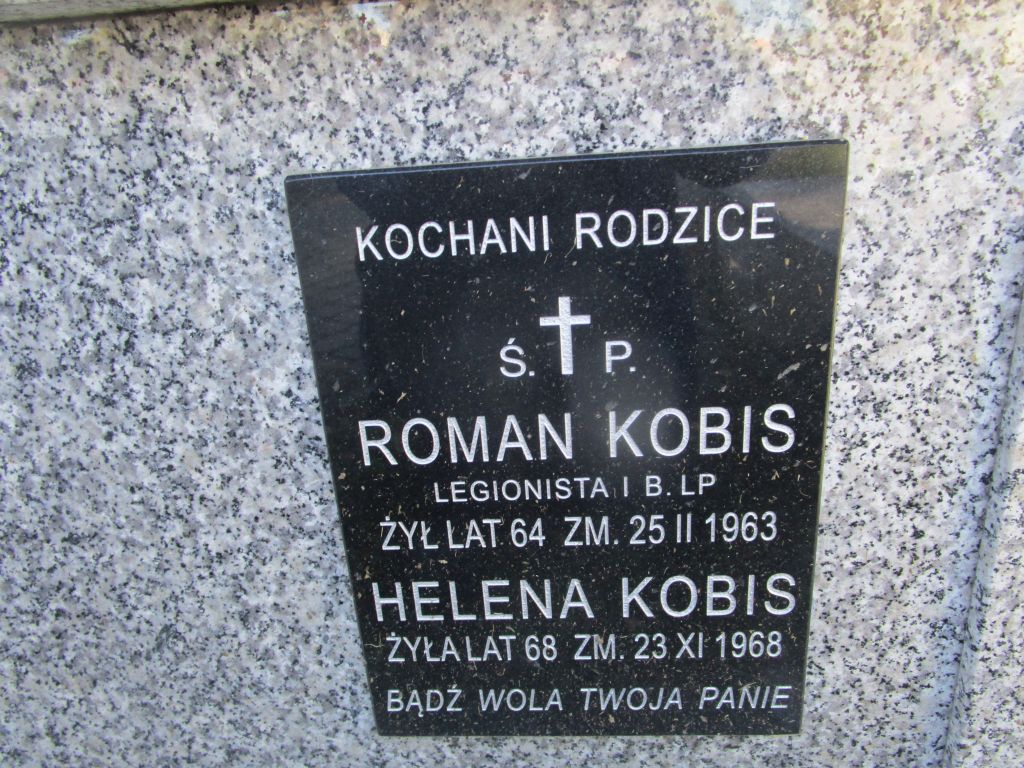 KOCHANI RODZICE
Ś. P.
ROMAN KOBIS
LEGIONISTA I B. LP
ŻYŁ LAT 64 ZM. 25 II 1963
HELENA KOBIS
ŻYŁA LAT 68 ZM. 23 XI 1968
BĄDŹ WOLA TWOJA PANIE